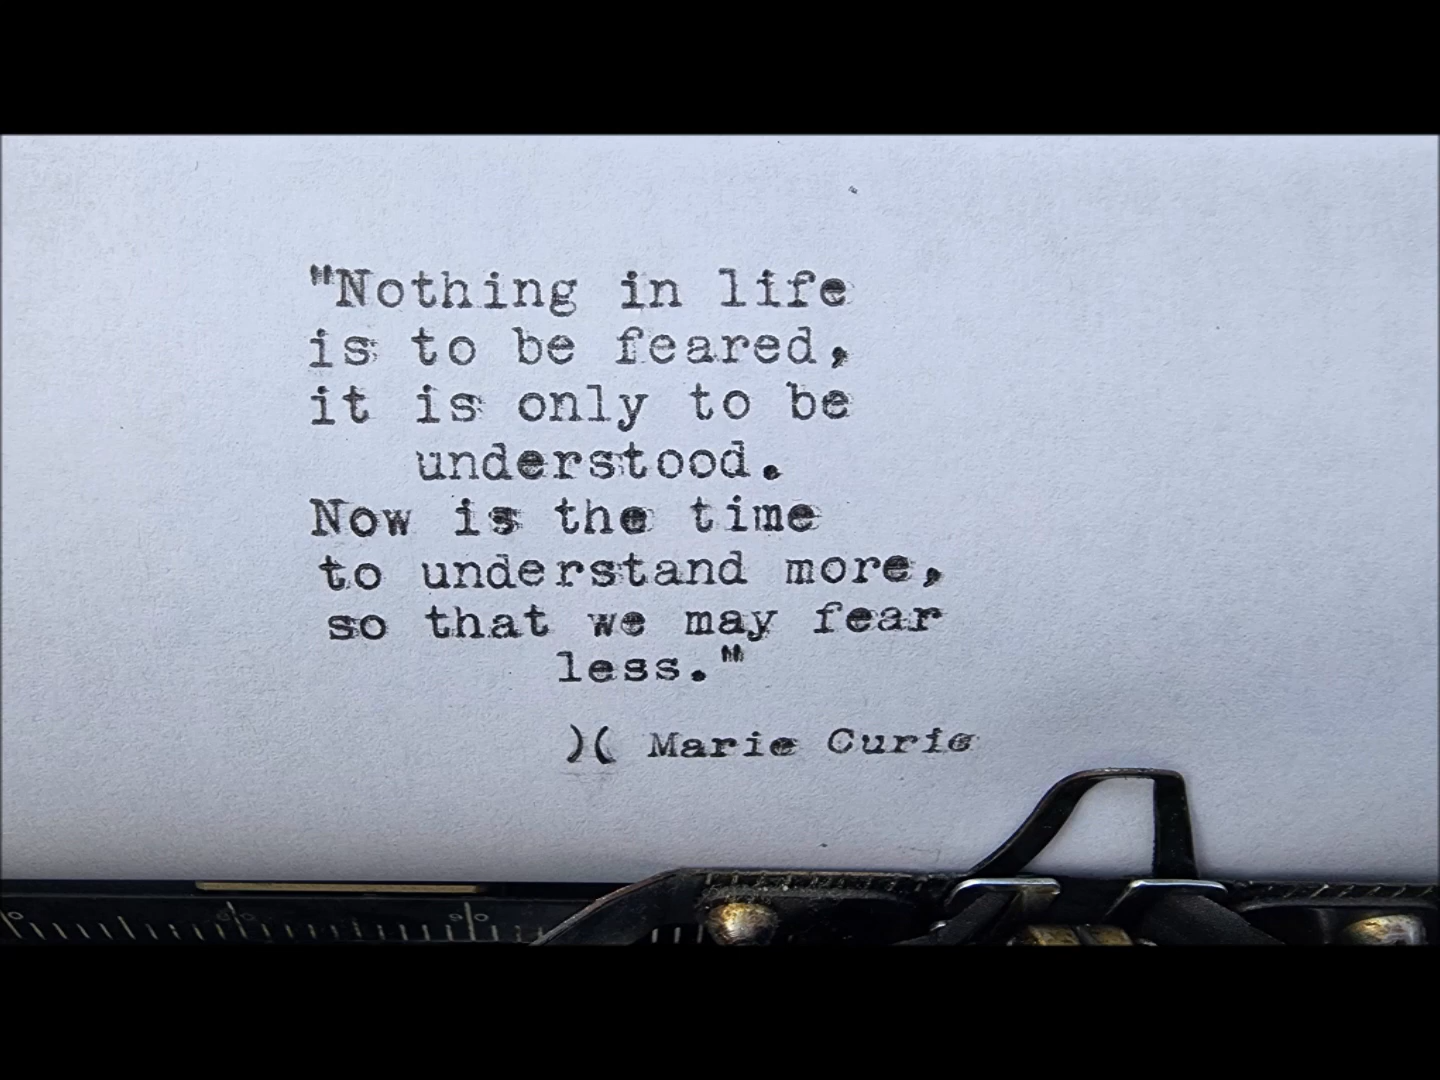 "Nothing in life
is to be feared,
it is only to be
understood.
Now is the time
to understand more,
so that we may fear
less."
)( Marie Curie